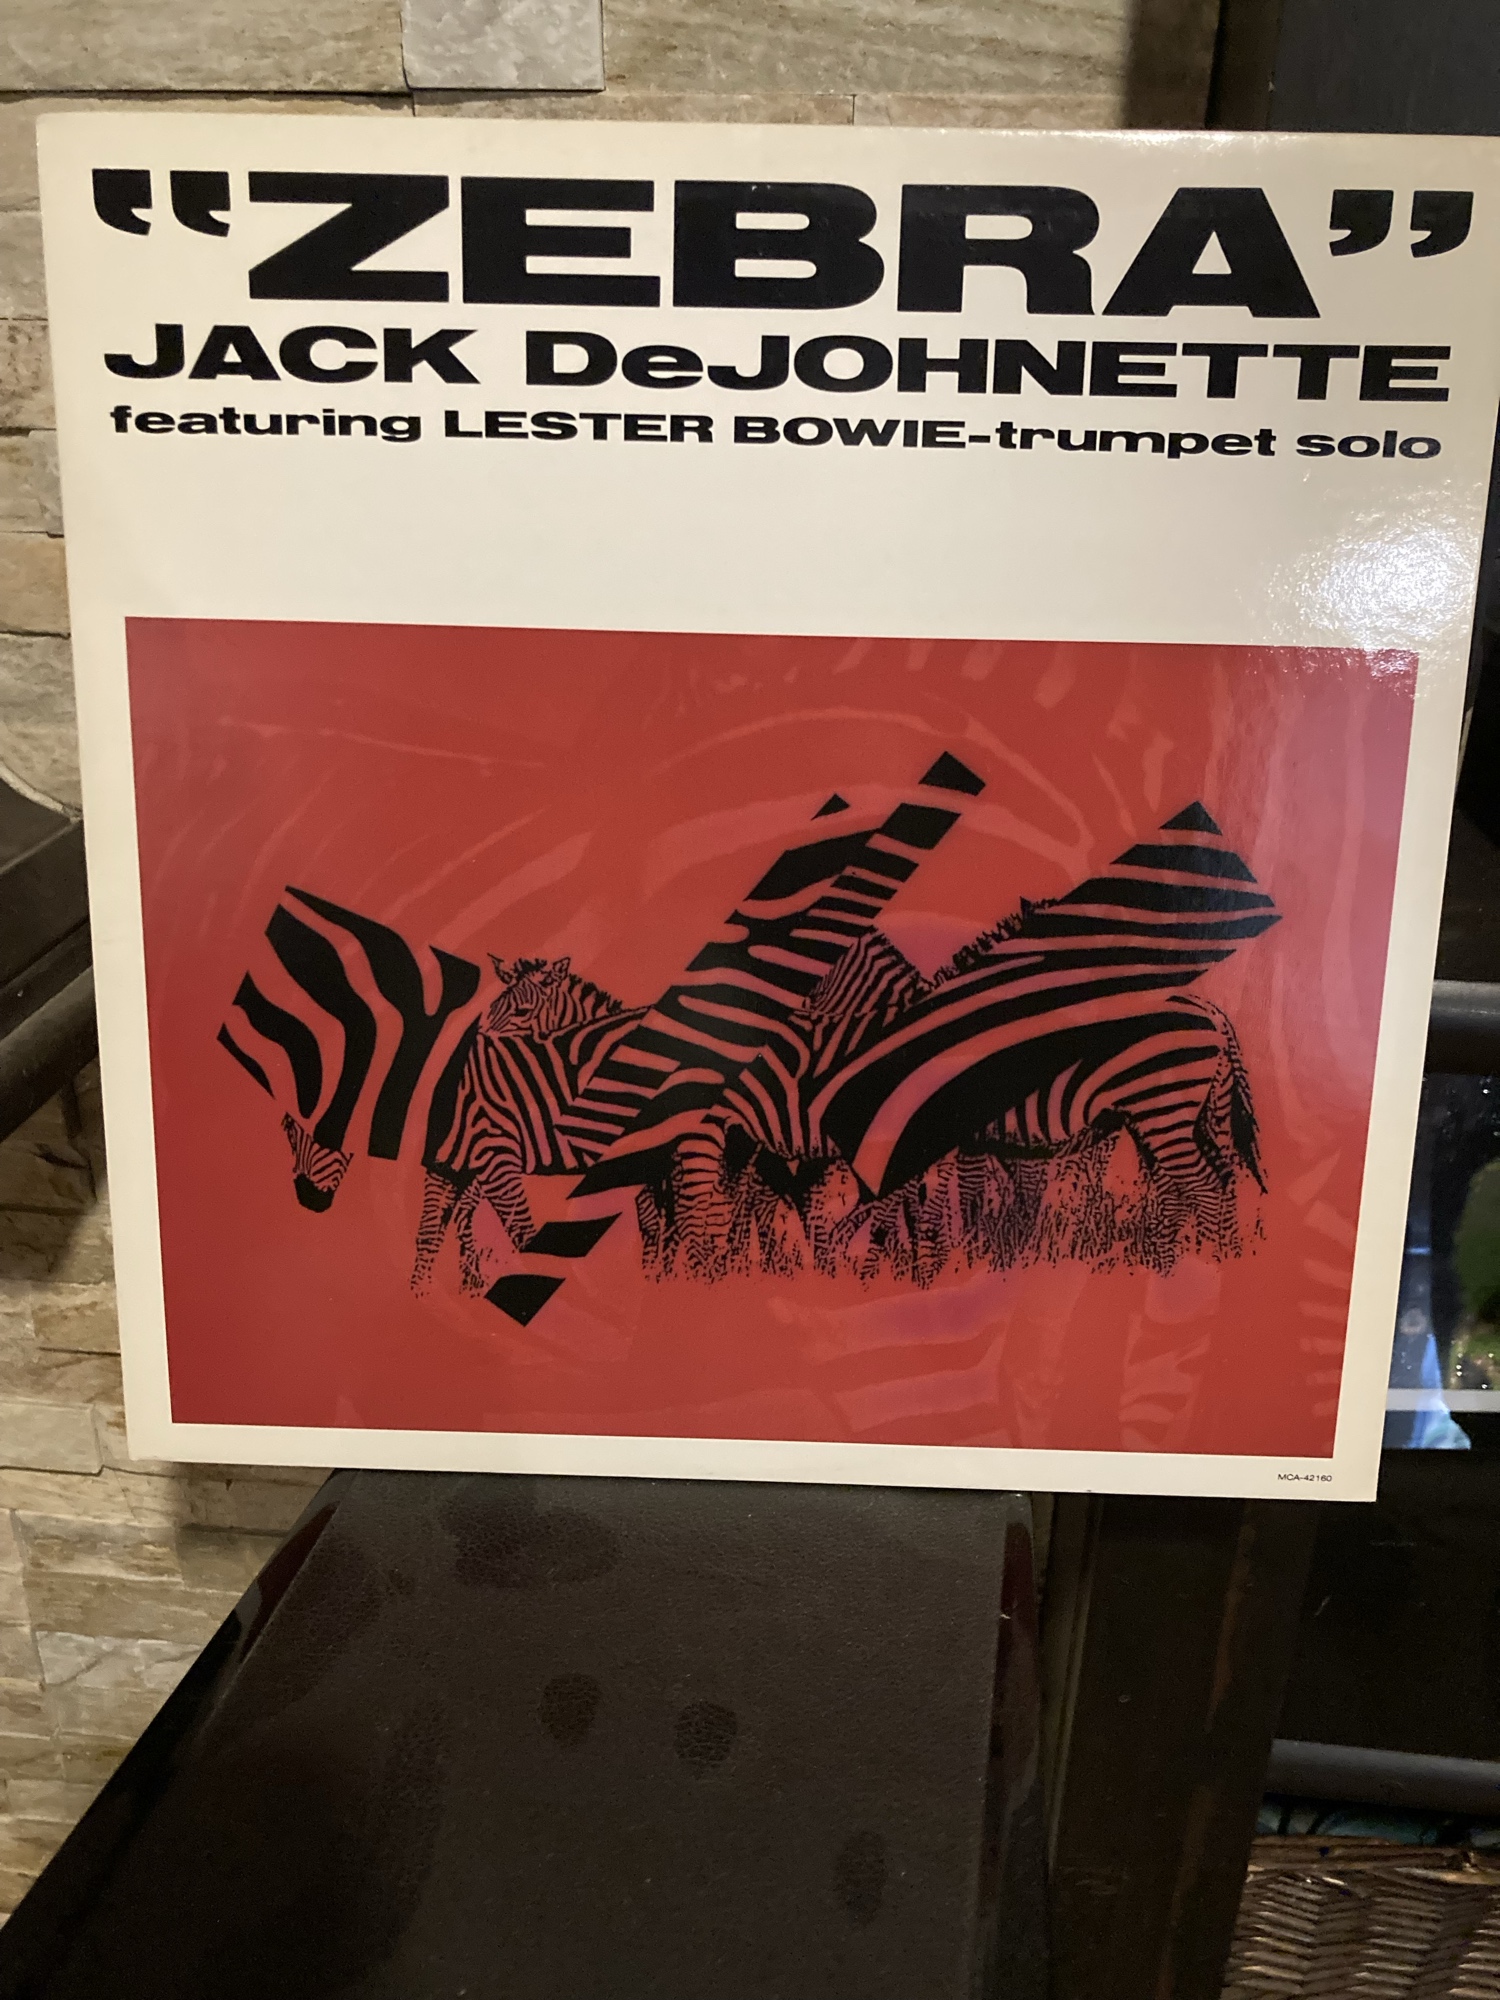 “ZEBRA”
JACK DeJOHNETTE
featuring LESTER BOWIE-trumpet solo
MCA-42160